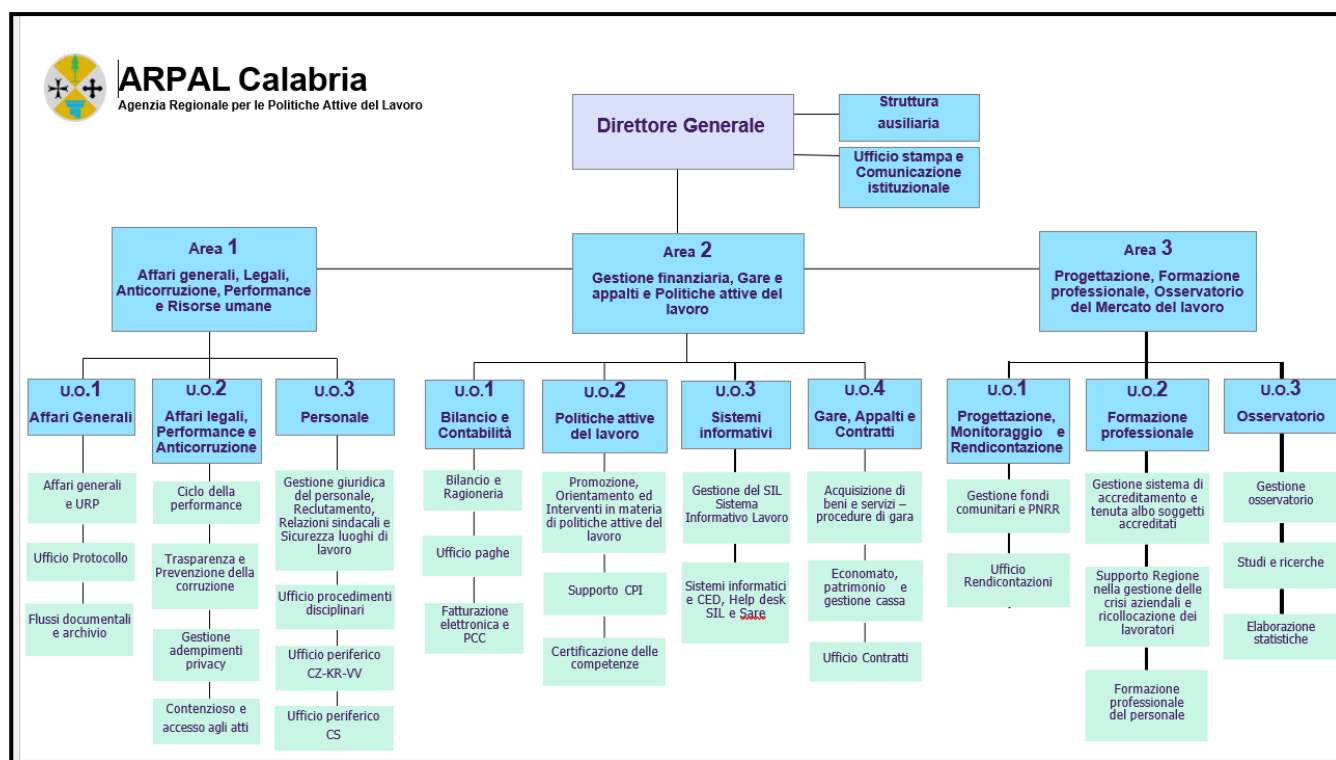 ARPAL Calabria
Agenzia Regionale per le Politiche Attive del Lavoro
Direttore Generale
Struttura
ausiliaria
Ufficio stampa e
Comunicazione
istituzionale
Area 1
Affari generali, Legali,
Anticorruzione, Performance
e Risorse umane
Area 2
Gestione finanziaria, Gare e
appalti e Politiche attive del
lavoro
Area 3
Progettazione, Formazione
professionale, Osservatorio
del Mercato del lavoro
U.O.1
Affari Generali
Affari generali
e URP
Ufficio Protocollo
Flussi documentali
e archivio
U.O.2
Affari legali,
Performance e
Anticorruzione
Ciclo della
performance
Trasparenza e
Prevenzione della
corruzione
Gestione
adempimenti
privacy
Contenzioso e
accesso agli atti
U.O.3
Personale
Gestione giuridica
del personale,
Reclutamento,
Relazioni sindacali e
Sicurezza luoghi di
lavoro
Ufficio procedimenti
disciplinari
Ufficio periferico
CZ-KR-VV
Ufficio periferico
CS
U.O.1
Bilancio e
Contabilità
Bilancio e
Ragioneria
Ufficio paghe
Fatturazione
elettronica e
PCC
U.O.2
Politiche attive
del lavoro
Promozione,
Orientamento ed
Interventi in materia
di politiche attive del
lavoro
Supporto CPI
Certificazione delle
competenze
U.O.3
Sistemi
informativi
Gestione del SIL
Sistema
Informativo Lavoro
Sistemi informatici
e CED, Help desk
SIL e Sare
U.O.4
Gare, Appalti e
Contratti
Acquisizione di
beni e servizi –
procedure di gara
Economato,
patrimonio e
gestione cassa
Ufficio Contratti
U.O.1
Progettazione,
Monitoraggio e
Rendicontazione
Gestione fondi
comunitari e PNRR
Ufficio
Rendicontazioni
U.O.2
Formazione
professionale
Gestione sistema di
accreditamento e
tenuta albo soggetti
accreditati
Supporto Regione
nella gestione delle
crisi aziendali e
ricollocazione dei
lavoratori
Formazione
professionale
del personale
U.O.3
Osservatorio
Gestione
osservatorio
Studi e ricerche
Elaborazione
statistiche